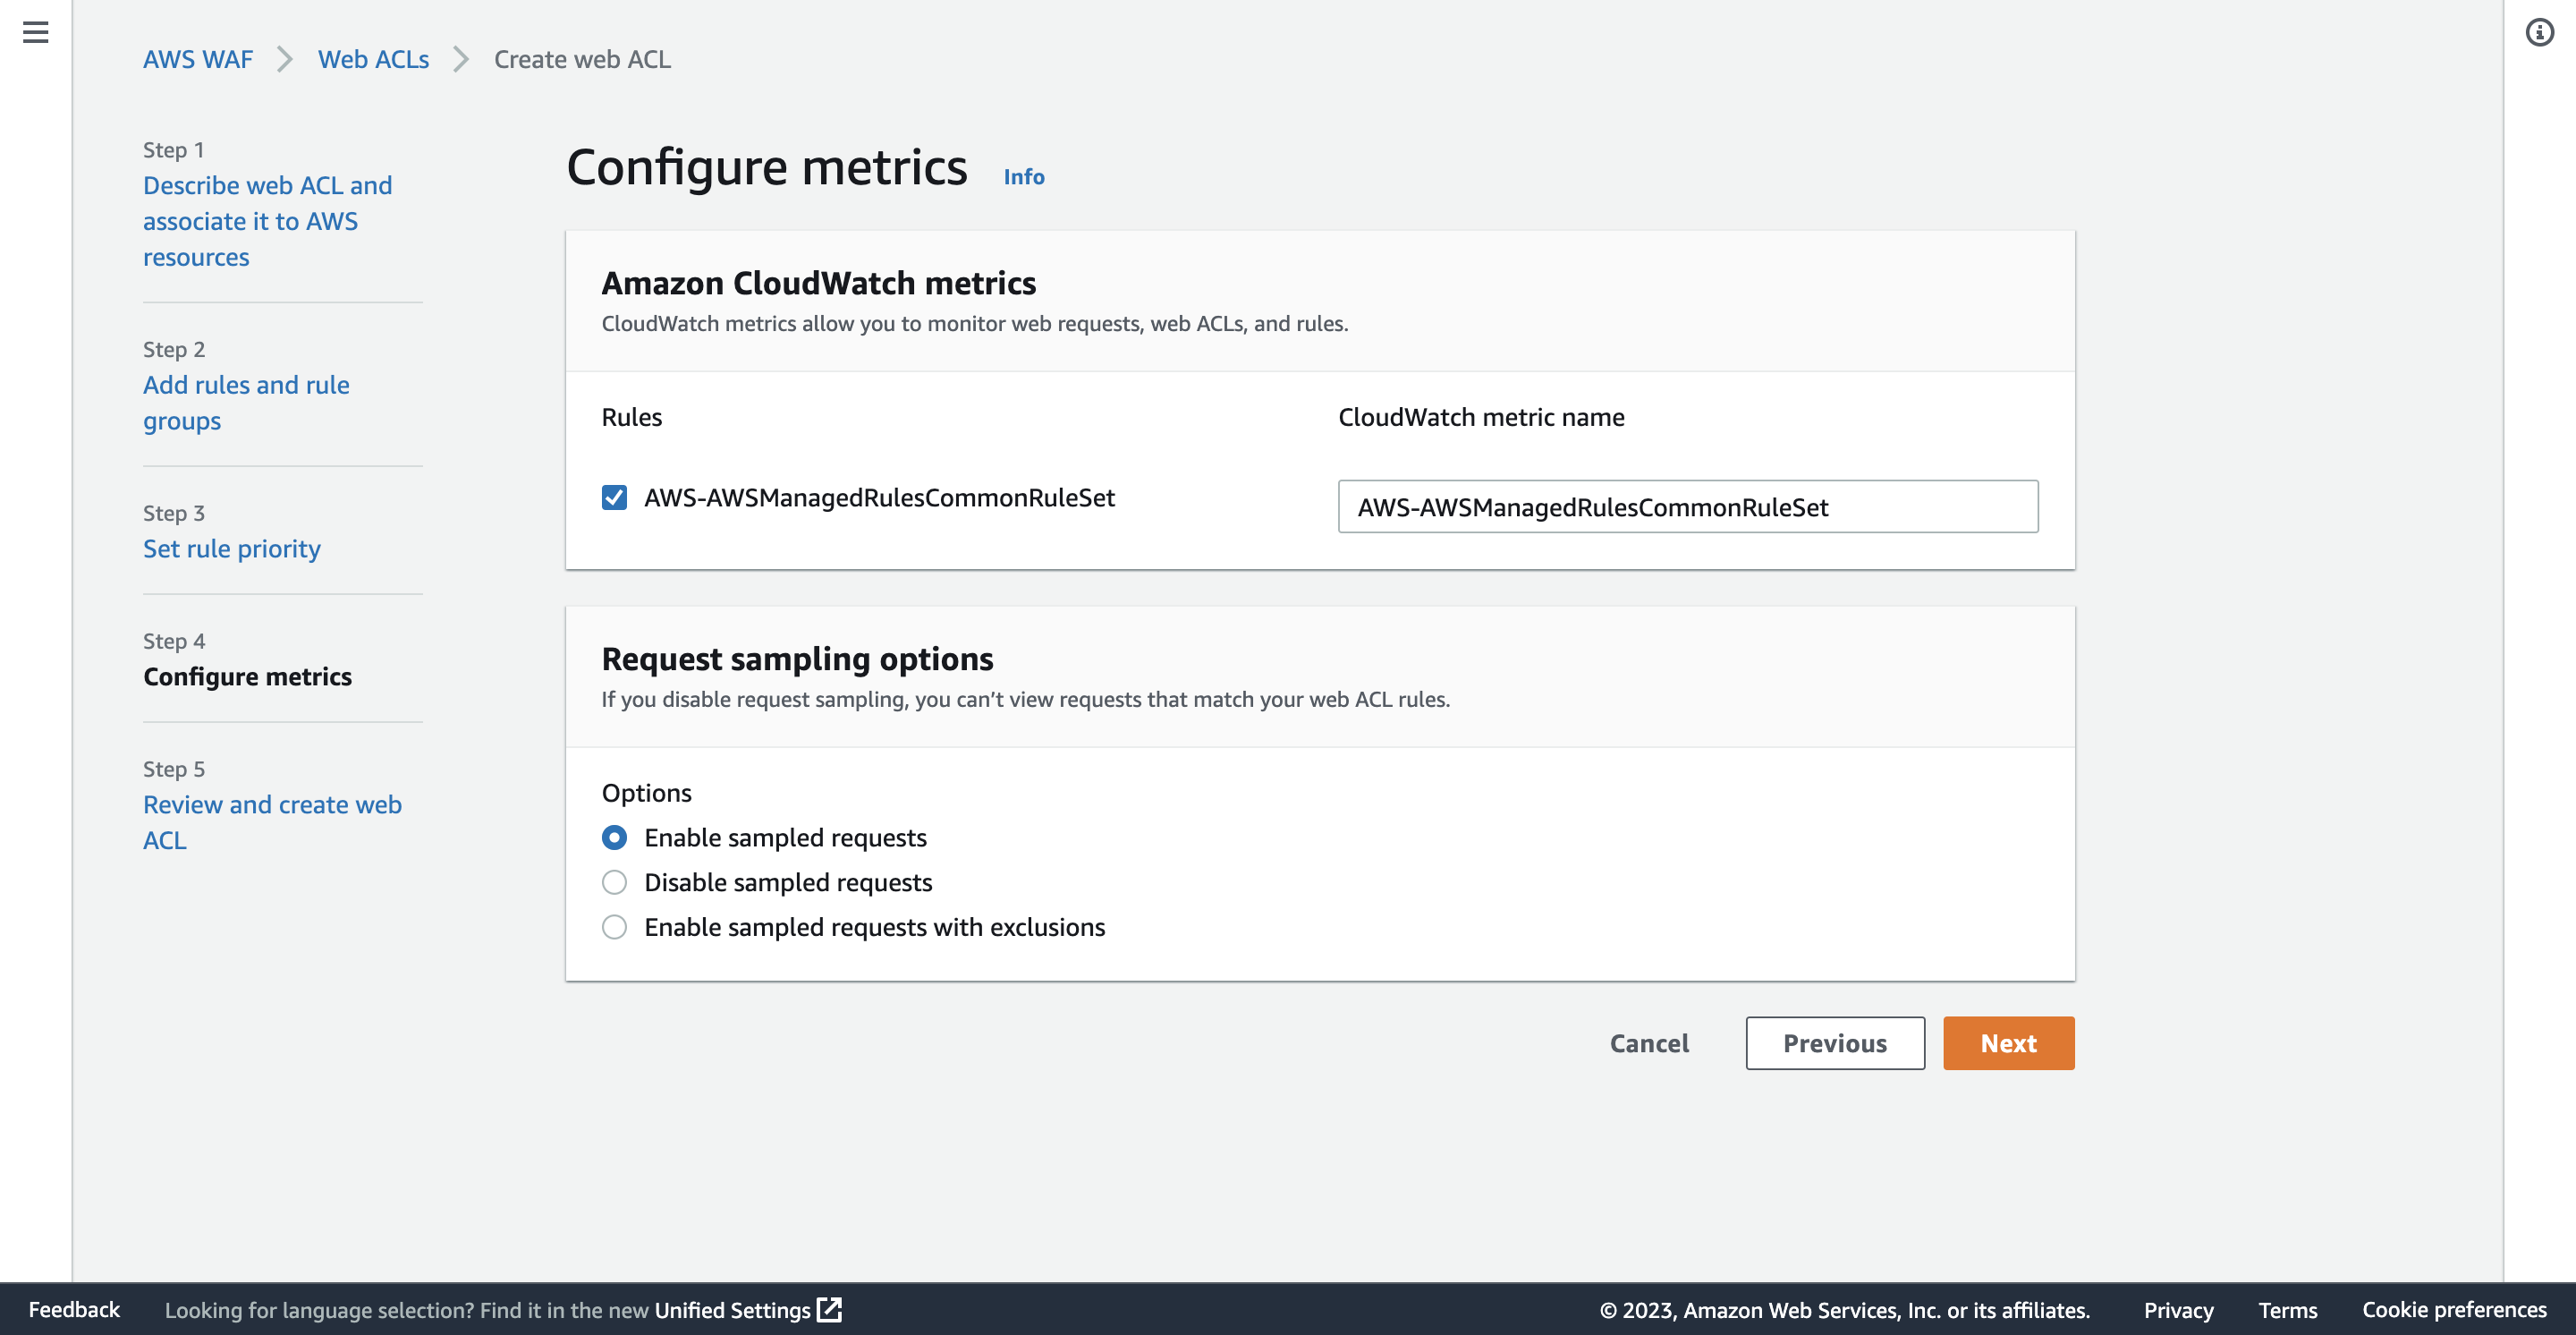 AWS WAF
Web ACLs
Create web ACL
Step 1
Describe web ACL and
associate it to AWS
resources
Step 2
Add rules and rule
groups
Step 3
Set rule priority
Step 4
Configure metrics
Step 5
Review and create web
ACL
Configure metrics Info
Amazon CloudWatch metrics
CloudWatch metrics allow you to monitor web requests, web ACLs, and rules.
Rules
CloudWatch metric name
AWS-AWSManagedRulesCommonRuleSet
AWS-AWSManagedRulesCommonRuleSet
Request sampling options
If you disable request sampling, you can’t view requests that match your web ACL rules.
Options
Enable sampled requests
Disable sampled requests
Enable sampled requests with exclusions
Cancel
Previous
Next
Feedback
Looking for language selection? Find it in the new Unified Settings
© 2023, Amazon Web Services, Inc. or its affiliates.
Privacy
Terms
Cookie preferences